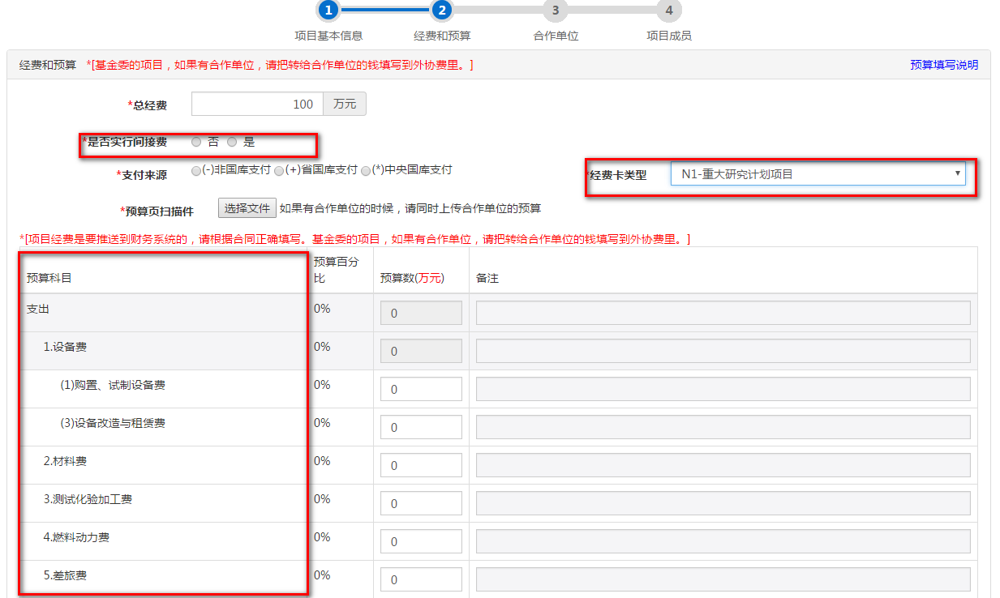 1 2 3 4
项目基本信息 经费和预算 合作单位 项目成员
经费和预算 *[基金委的项目，如果有合作单位，请把转给合作单位的钱填写到外协费里。] 预算填写说明
*总经费 100 万元
*是否实行间接费 否 是
*支付来源 (-)非国库支付 (+)省国库支付 (*)中央国库支付 *经费卡类型 N1-重大研究计划项目
*预算页扫描件 选择文件 如果有合作单位的时候，请同时上传合作单位的预算
*[项目经费是要推送到财务系统的，请根据合同正确填写。基金委的项目，如果有合作单位，请把转给合作单位的钱填写到外协费里。]
预算科目 预算百分比 预算数(万元) 备注
支出 0% 0
1.设备费 0% 0
(1)购置、试制设备费 0% 0
(3)设备改造与租赁费 0% 0
2.材料费 0% 0
3.测试化验加工费 0% 0
4.燃料动力费 0% 0
5.差旅费 0% 0